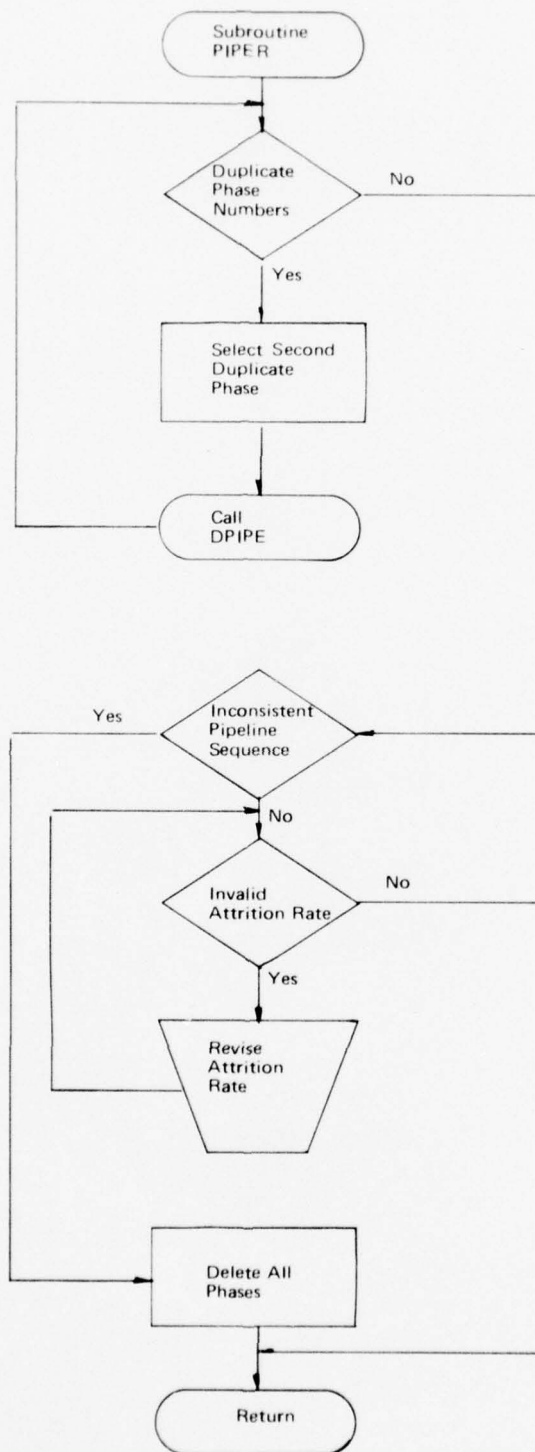 Subroutine
PIPER
Duplicate
Phase
Numbers
No
Yes
Select Second
Duplicate
Phase
Call
DPIPE
Yes
Inconsistent
Pipeline
Sequence
No
Invalid
Attrition Rate
No
Yes
Revise
Attrition
Rate
Delete All
Phases
Return